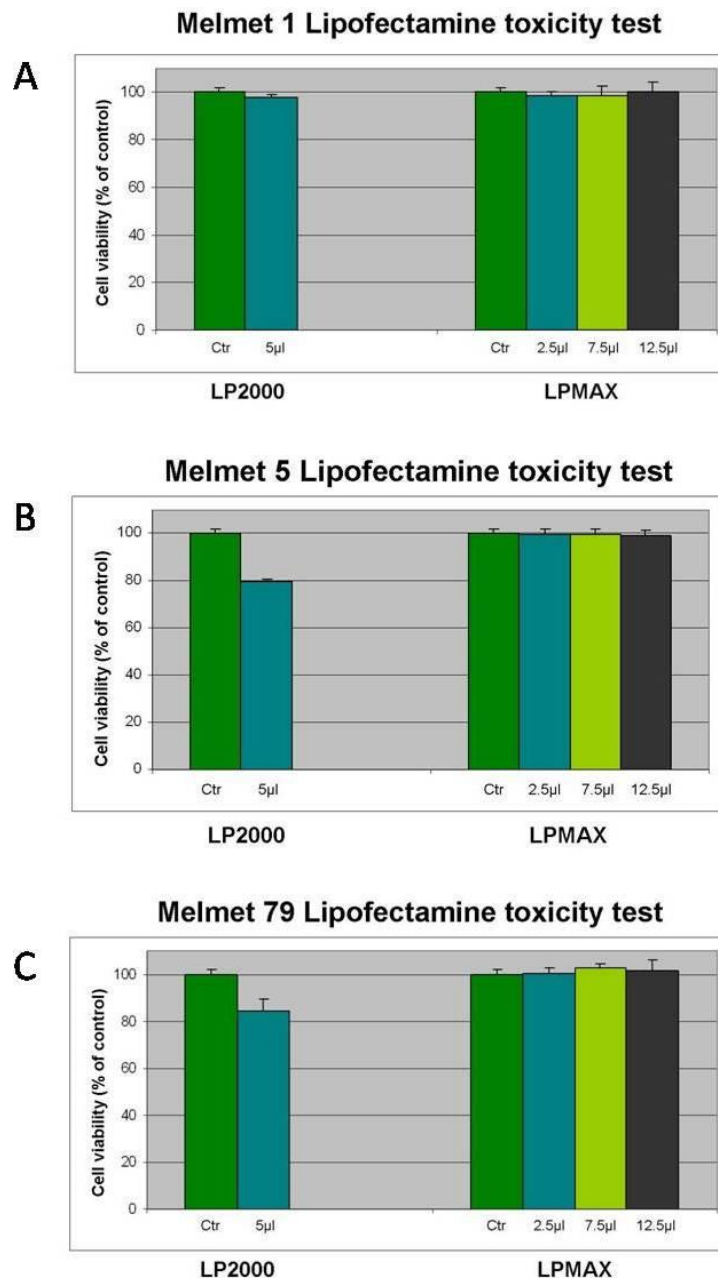 Melmet 1 Lipofectamine toxicity test
A
Cell viability (% of control)
100
80
60
40
20
0
Ctr 5µl Ctr 2.5µl 7.5µl 12.5µl
LP2000 LPMAX
Melmet 5 Lipofectamine toxicity test
B
Cell viability (% of control)
100
80
60
40
20
0
Ctr 5µl Ctr 2.5µl 7.5µl 12.5µl
LP2000 LPMAX
Melmet 79 Lipofectamine toxicity test
C
Cell viability (% of control)
100
80
60
40
20
0
Ctr 5µl Ctr 2.5µl 7.5µl 12.5µl
LP2000 LPMAX